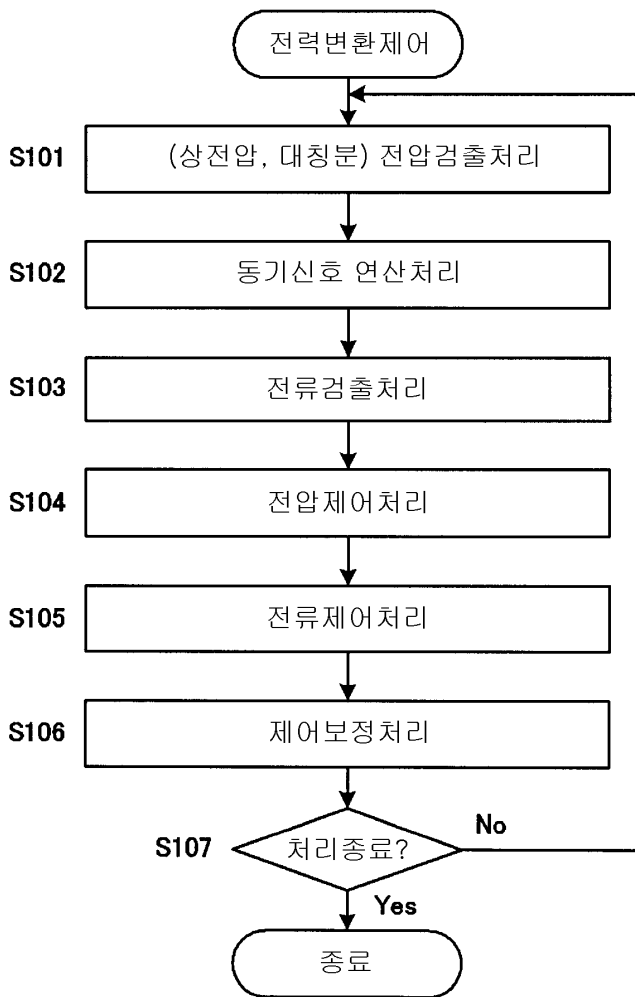 전력변환제어
S101
(상전압, 대칭분) 전압검출처리
S102
동기신호 연산처리
S103
전류검출처리
S104
전압제어처리
S105
전류제어처리
S106
제어보정처리
S107
처리종료?
No
Yes
종료